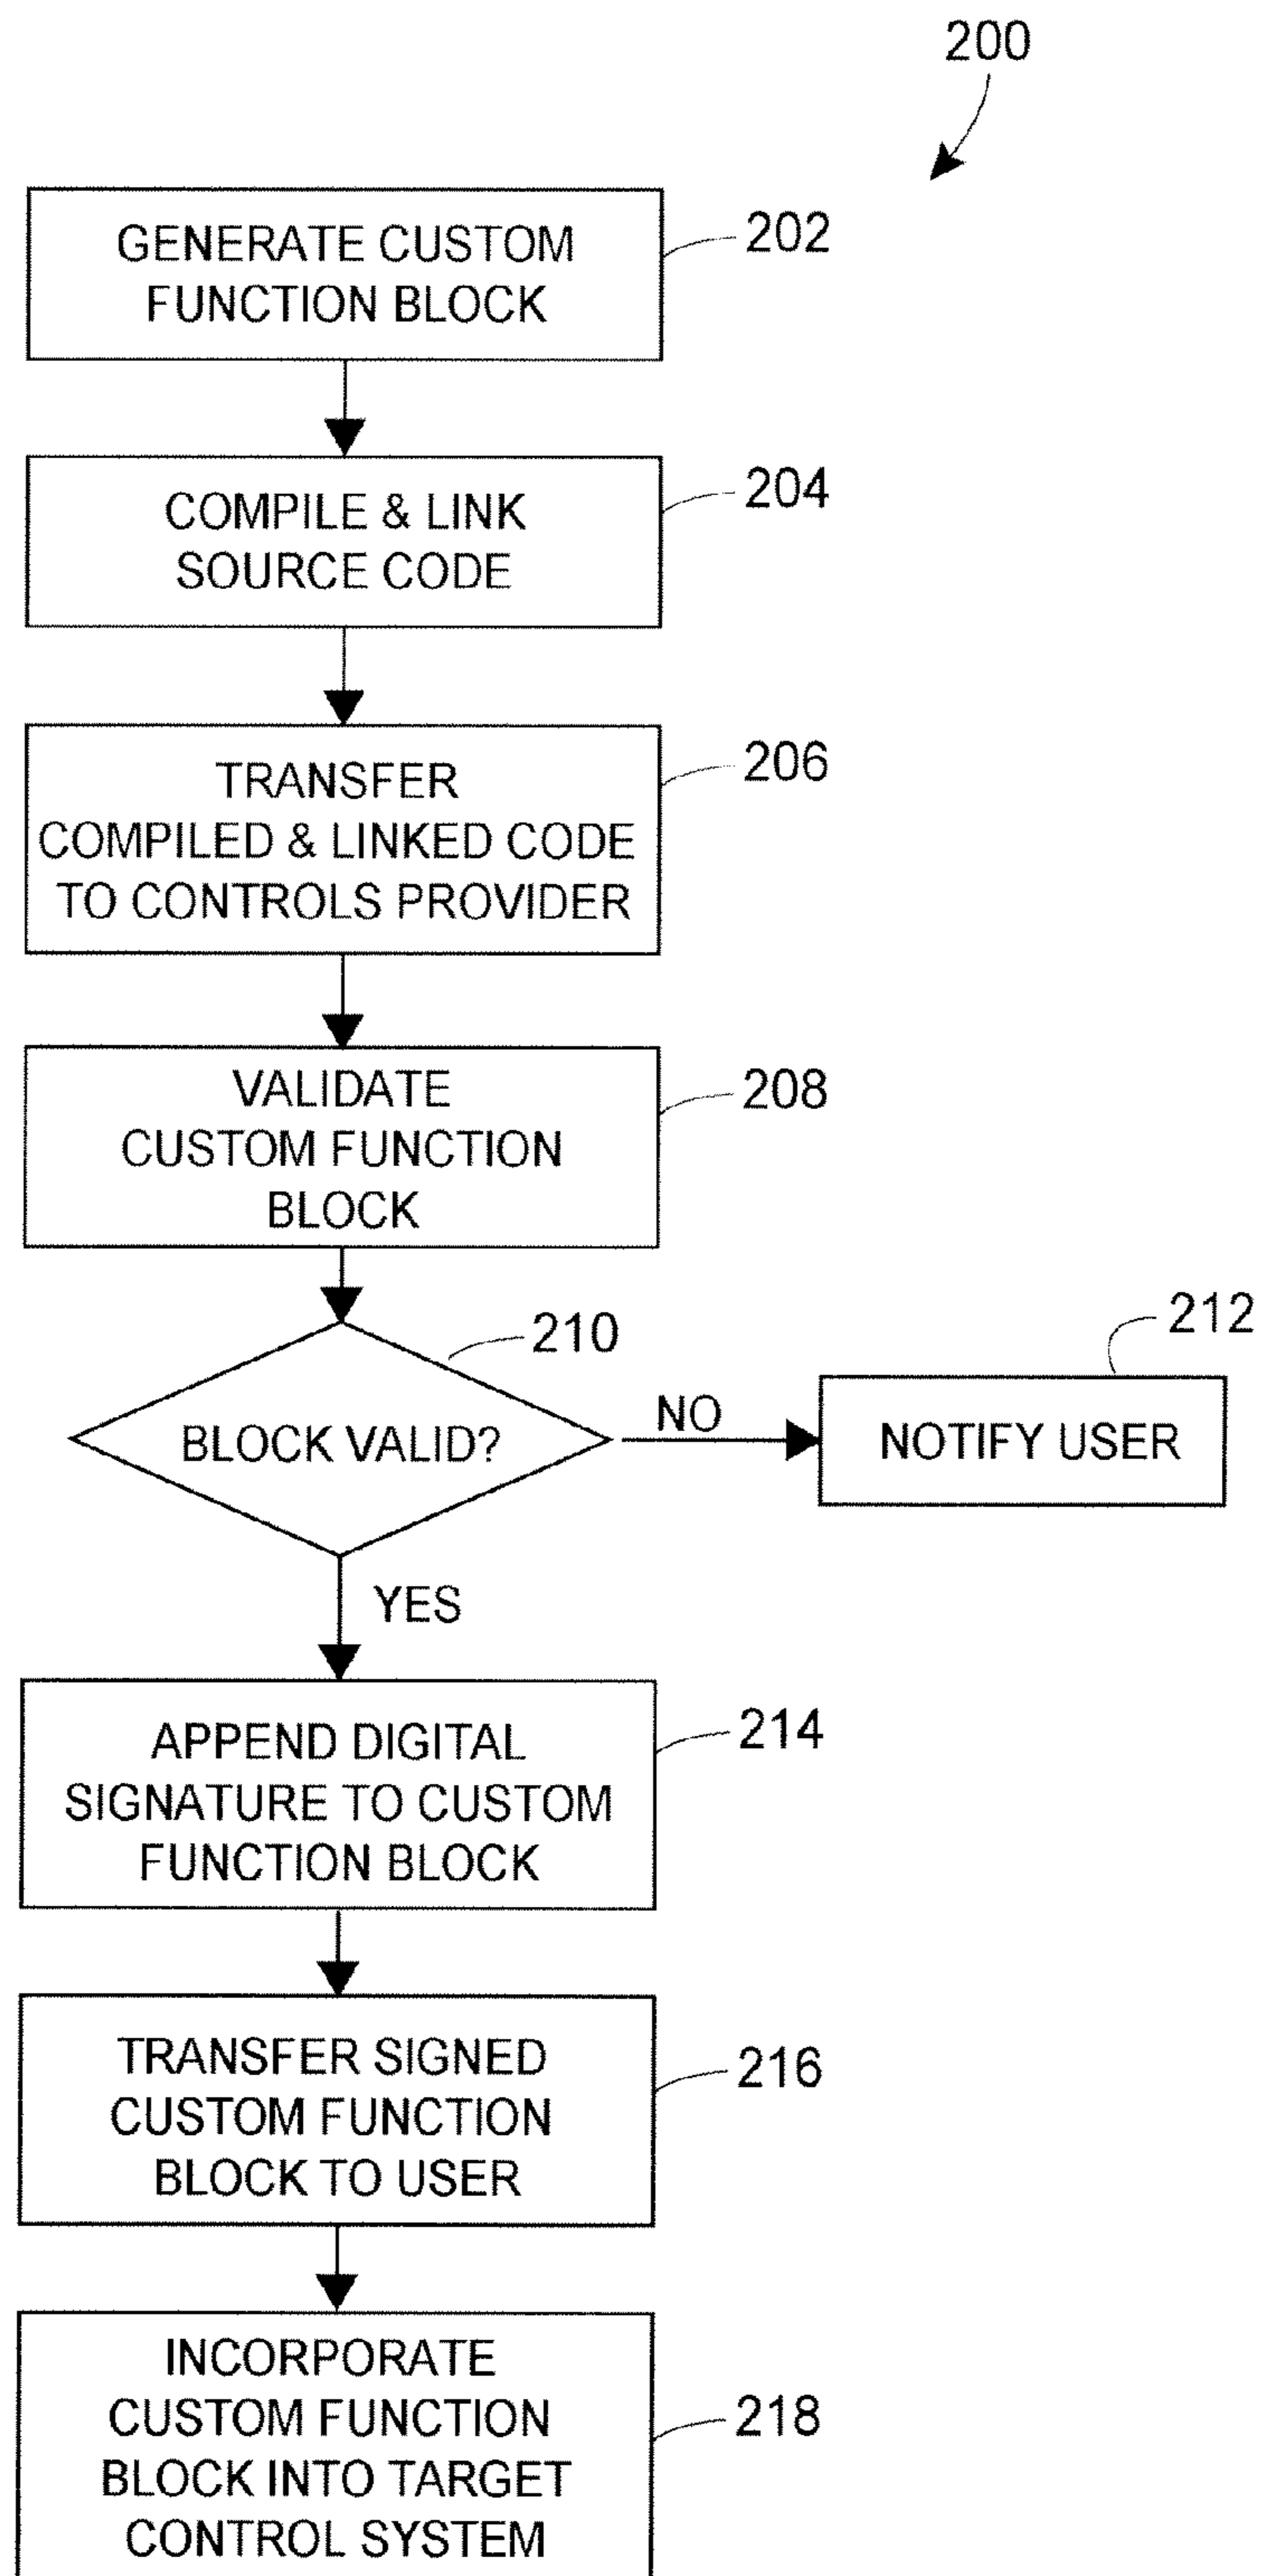 200
GENERATE CUSTOM
FUNCTION BLOCK
202
COMPILE & LINK
SOURCE CODE
204
TRANSFER
COMPILED & LINKED CODE
TO CONTROLS PROVIDER
206
VALIDATE
CUSTOM FUNCTION
BLOCK
208
BLOCK VALID?
210
NO
NOTIFY USER
212
YES
APPEND DIGITAL
SIGNATURE TO CUSTOM
FUNCTION BLOCK
214
TRANSFER SIGNED
CUSTOM FUNCTION
BLOCK TO USER
216
INCORPORATE
CUSTOM FUNCTION
BLOCK INTO TARGET
CONTROL SYSTEM
218